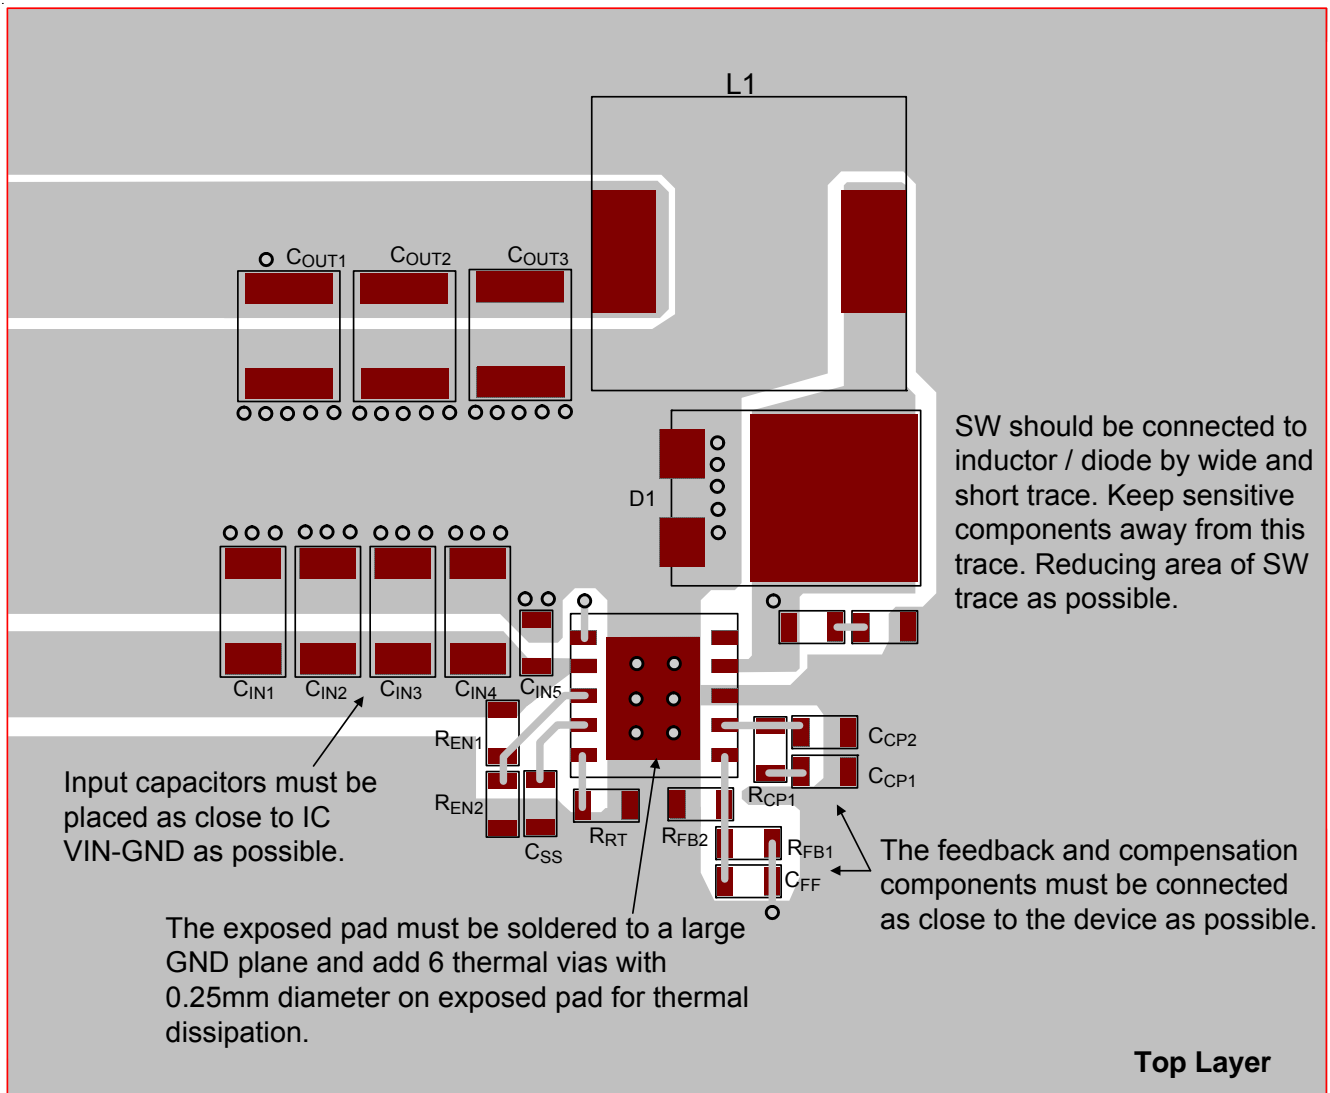 L1
COUT1 COUT2 COUT3
SW should be connected to
inductor / diode by wide and
short trace. Keep sensitive
components away from this
trace. Reducing area of SW
trace as possible.
D1
CIN1 CIN2 CIN3 CIN4 CIN5
REN1
CCP2
Input capacitors must be
placed as close to IC
VIN-GND as possible.
REN2
CCP1
RCP1
CSS
RRT
RFB2
RFB1
CFF
The feedback and compensation
components must be connected
as close to the device as possible.
The exposed pad must be soldered to a large
GND plane and add 6 thermal vias with
0.25mm diameter on exposed pad for thermal
dissipation.
Top Layer